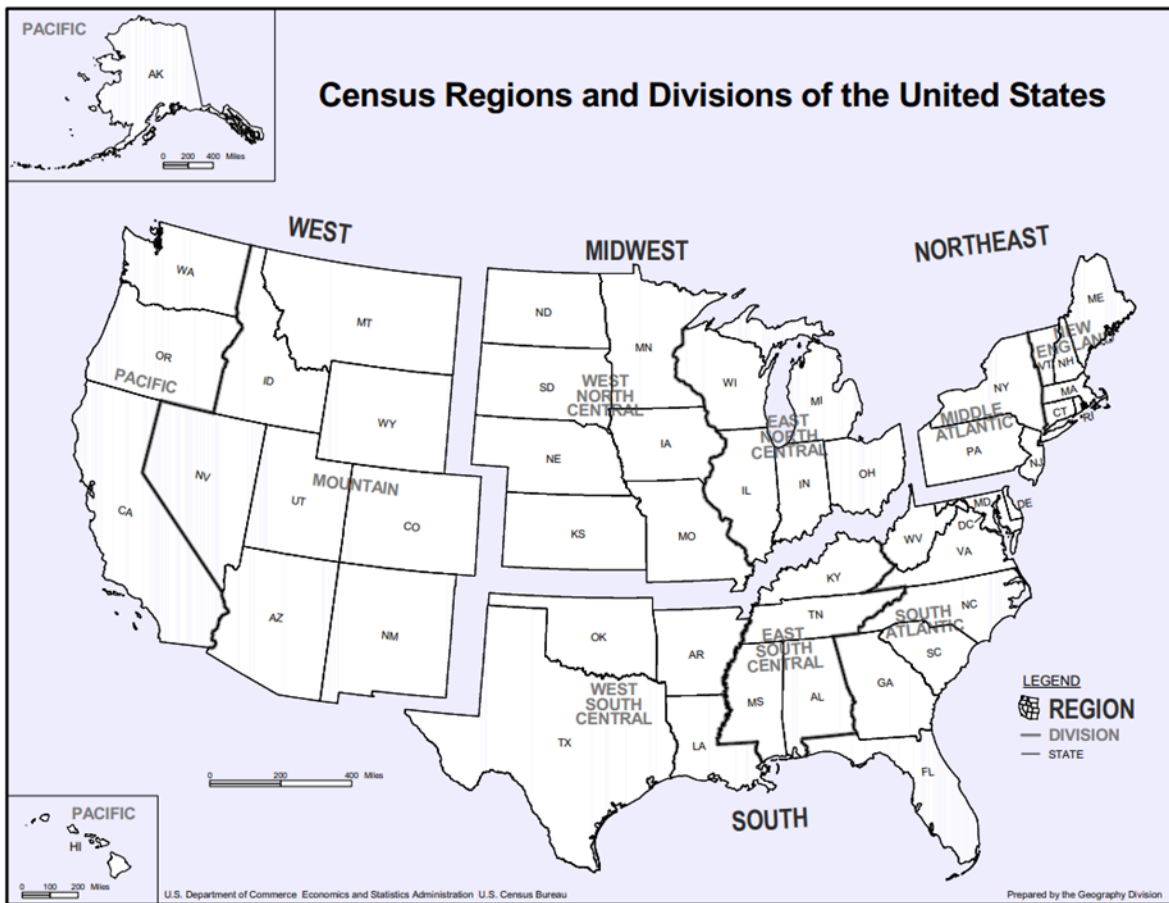 PACIFIC
AK
0 200 400 Miles
Census Regions and Divisions of the United States
WEST
MIDWEST
NORTHEAST
WA
MT
OR
ID
PACIFIC
WY
NV
UT
MOUNTAIN
CO
CA
AZ
NM
ND
MN
SD
WEST
NORTH
CENTRAL
NE
IA
KS
MO
WI
MI
EAST
NORTH
CENTRAL
IL
IN
OH
ME
NEW
ENGLAND
VT
NH
NY
MA
CT
RI
MIDDLE
ATLANTIC
PA
NJ
MD
DE
DC
WV
VA
KY
NC
TN
SOUTH
ATLANTIC
SC
EAST
SOUTH
CENTRAL
MS
AL
GA
FL
OK
AR
WEST
SOUTH
CENTRAL
TX
LA
SOUTH
0 200 400 Miles
LEGEND
REGION
DIVISION
STATE
PACIFIC
HI
0 100 200 Miles
U.S. Department of Commerce Economics and Statistics Administration U.S. Census Bureau
Prepared by the Geography Division